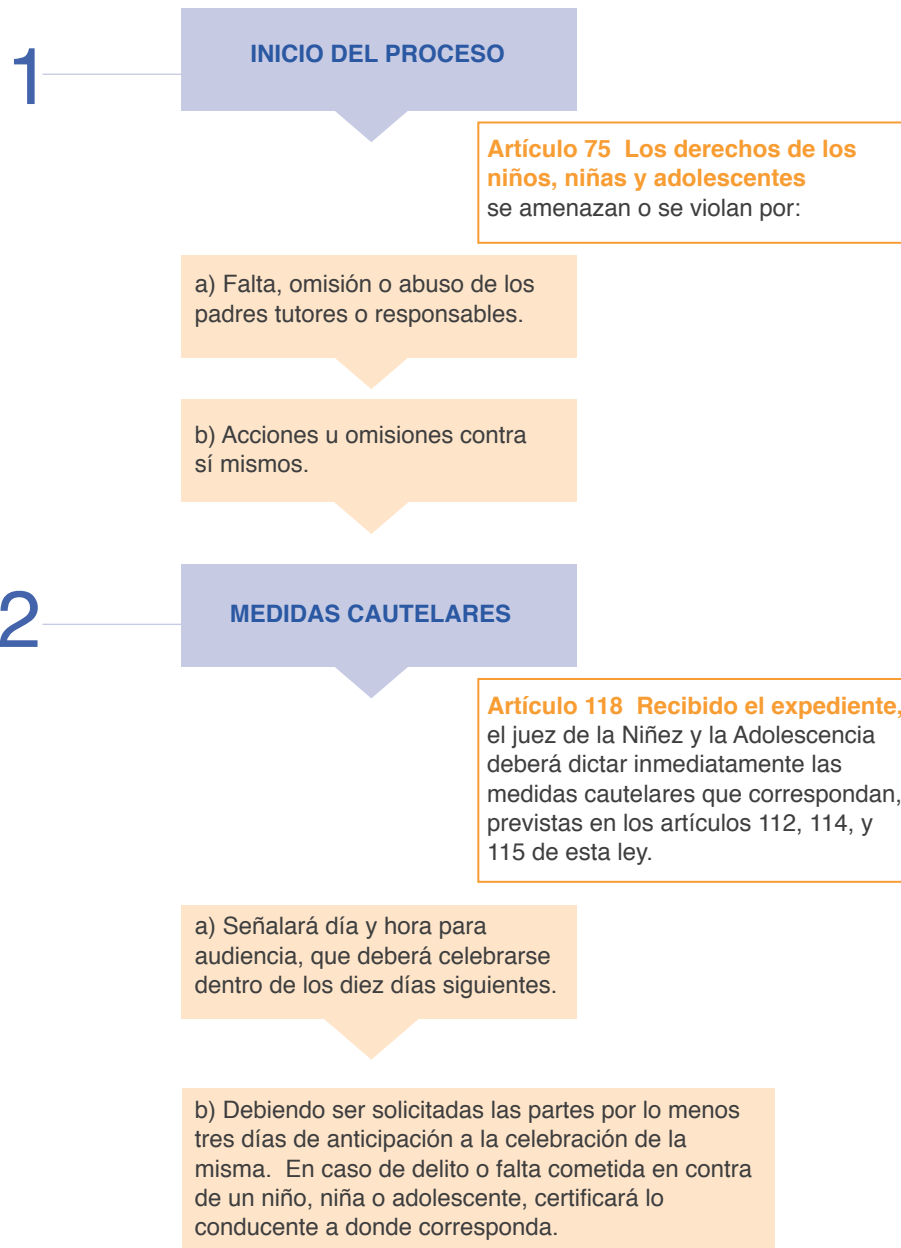 1
INICIO DEL PROCESO
Artículo 75  Los derechos de los
niños, niñas y adolescentes
se amenazan o se violan por:
a) Falta, omisión o abuso de los
padres tutores o responsables.
b) Acciones u omisiones contra
sí mismos.
2
MEDIDAS CAUTELARES
Artículo 118  Recibido el expediente,
el juez de la Niñez y la Adolescencia
deberá dictar inmediatamente las
medidas cautelares que correspondan,
previstas en los artículos 112, 114, y
115 de esta ley.
a) Señalará día y hora para
audiencia, que deberá celebrarse
dentro de los diez días siguientes.
b) Debiendo ser solicitadas las partes por lo menos
tres días de anticipación a la celebración de la
misma.  En caso de delito o falta cometida en contra
de un niño, niña o adolescente, certificará lo
conducente a donde corresponda.